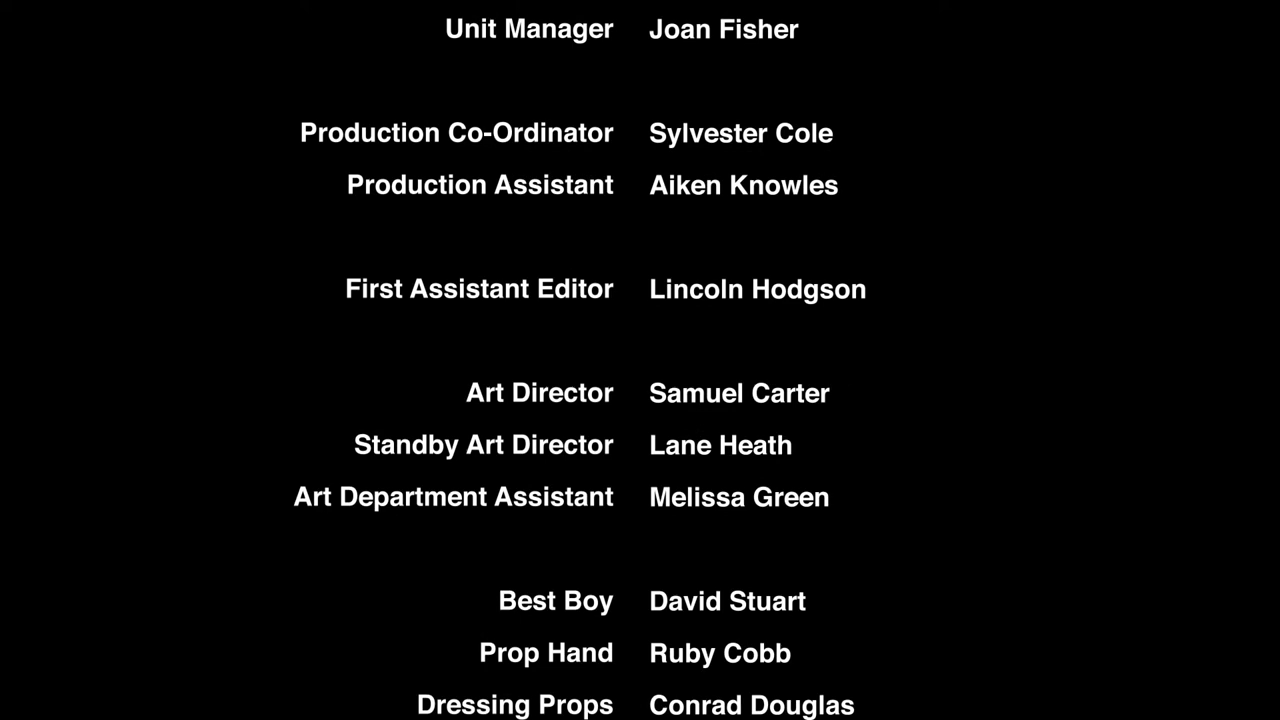 Unit Manager Joan Fisher
Production Co-Ordinator Sylvester Cole
Production Assistant Aiken Knowles
First Assistant Editor Lincoln Hodgson
Art Director Samuel Carter
Standby Art Director Lane Heath
Art Department Assistant Melissa Green
Best Boy David Stuart
Prop Hand Ruby Cobb
Dressing Props Conrad Douglas